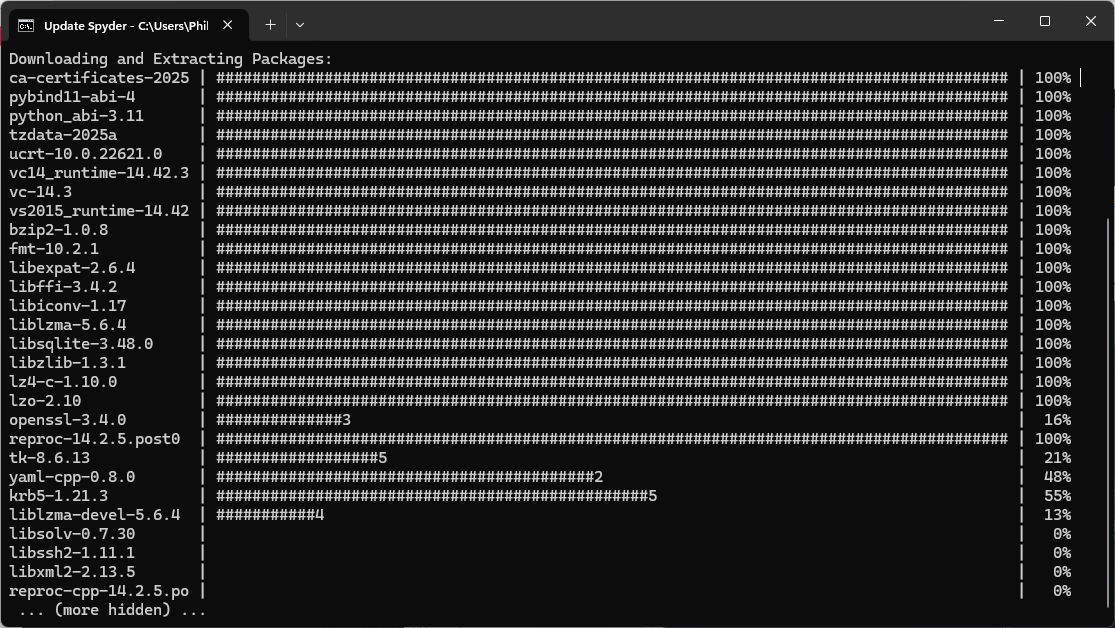 Update Spyder - C:\Users\Phil
Downloading and Extracting Packages:
ca-certificates-2025 | ######################################################################################## | 100%
pybind11-abi-4       | ######################################################################################## | 100%
python_abi-3.11      | ######################################################################################## | 100%
tzdata-2025a         | ######################################################################################## | 100%
ucrt-10.0.22621.0    | ######################################################################################## | 100%
vc14_runtime-14.42.3 | ######################################################################################## | 100%
vc-14.3              | ######################################################################################## | 100%
vs2015_runtime-14.42 | ######################################################################################## | 100%
bzip2-1.0.8          | ######################################################################################## | 100%
fmt-10.2.1           | ######################################################################################## | 100%
libexpat-2.6.4       | ######################################################################################## | 100%
libffi-3.4.2         | ######################################################################################## | 100%
libiconv-1.17        | ######################################################################################## | 100%
liblzma-5.6.4        | ######################################################################################## | 100%
libsqlite-3.48.0     | ######################################################################################## | 100%
libzlib-1.3.1        | ######################################################################################## | 100%
lz4-c-1.10.0         | ######################################################################################## | 100%
lzo-2.10             | ######################################################################################## | 100%
openssl-3.4.0        | ##############3                                                                          |  16%
reproc-14.2.5.post0  | ######################################################################################## | 100%
tk-8.6.13            | ##################5                                                                      |  21%
yaml-cpp-0.8.0       | ##########################################2                                              |  48%
krb5-1.21.3          | ################################################5                                        |  55%
liblzma-devel-5.6.4  | ###########4                                                                             |  13%
libsolv-0.7.30       |                                                                                          |   0%
libssh2-1.11.1       |                                                                                          |   0%
libxml2-2.13.5       |                                                                                          |   0%
reproc-cpp-14.2.5.po |                                                                                          |   0%
 ... (more hidden) ...